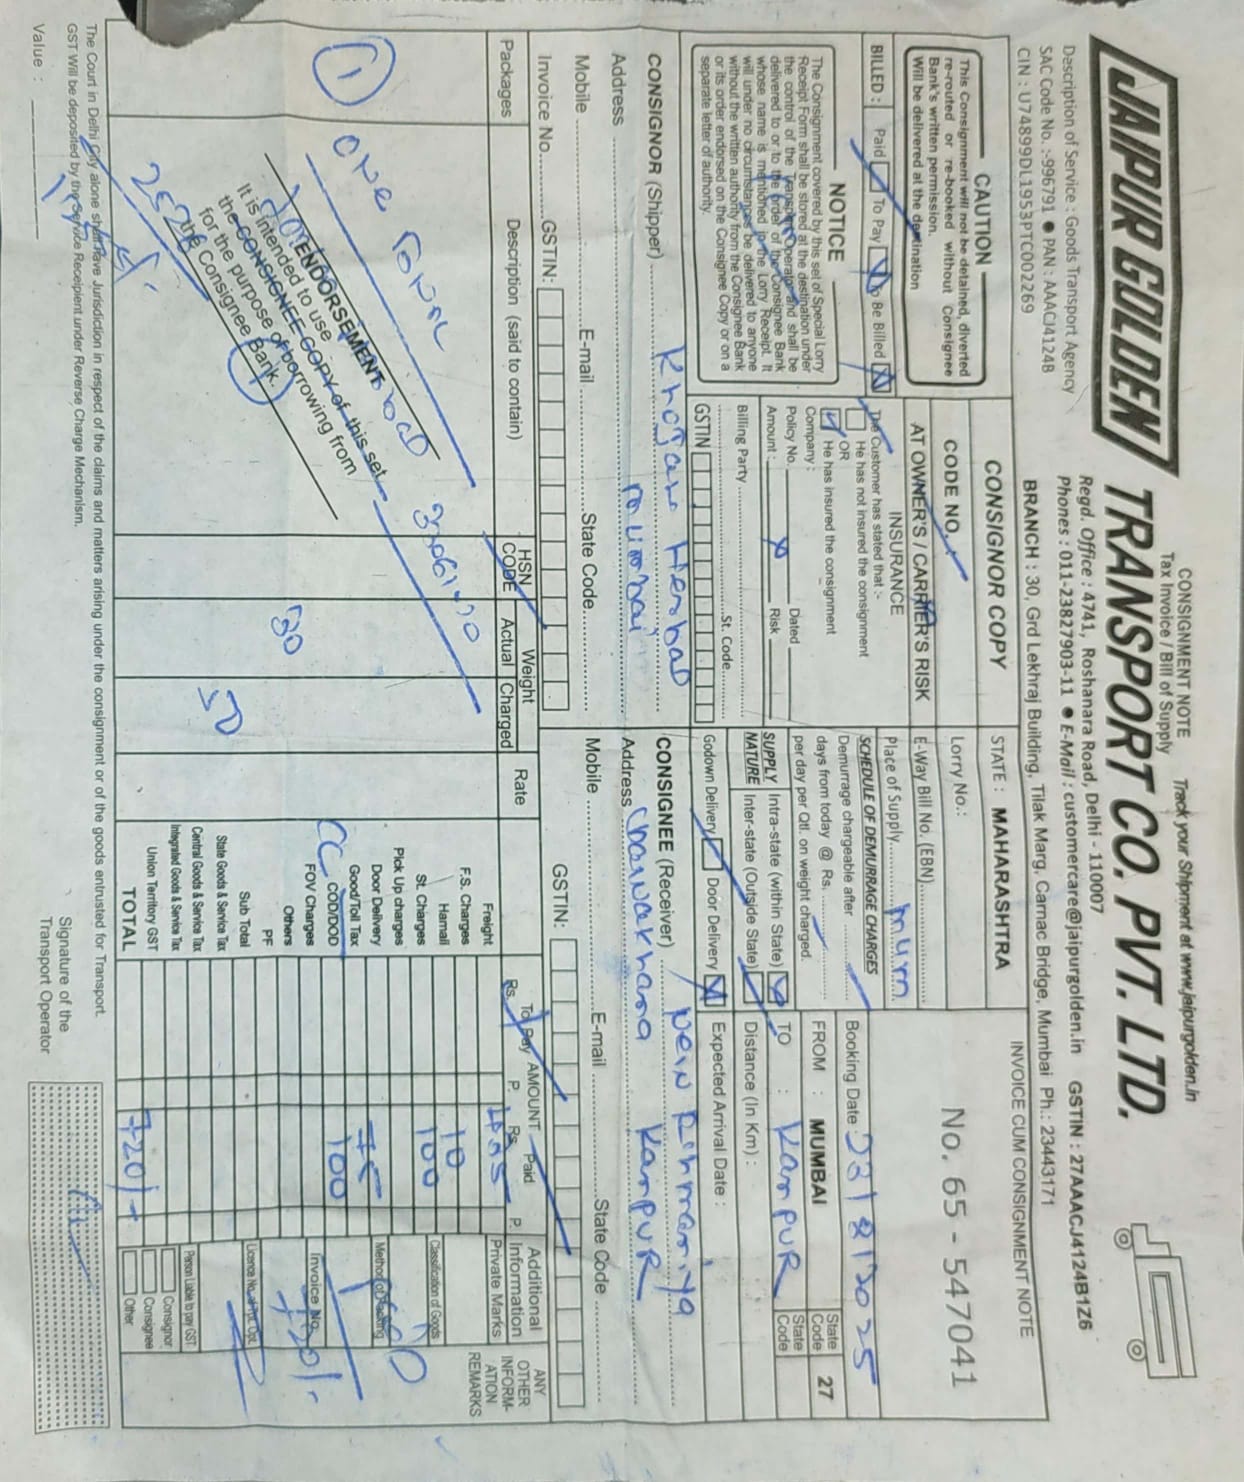 CONSIGNMENT NOTE
Tax Invoice / Bill of Supply
Track your Shipment at www.jaipurgolden.in
JAIPUR GOLDEN TRANSPORT CO. PVT. LTD.
Description of Service : Goods Transport Agency
SAC Code No. :-996791 ● PAN : AAACJ4124B
CIN : U74899DL1953PTC002269
Regd. Office : 4741, Roshanara Road, Delhi - 110007
Phones : 011-23827903-11 ● E-Mail : customercare@jaipurgolden.in
GSTIN : 27AAACJ4124B1Z6
BRANCH : 30, Grd Lekhraj Building, Tilak Marg, Carnac Bridge, Mumbai Ph.: 23443171
CAUTION
This Consignment will not be detained, diverted
re-routed or re-booked without Consignee
Bank's written permission.
Will be delivered at the destination
BILLED : Paid To Pay To Be Billed
NOTICE
The Consignment covered by this set of Special Lorry
Receipt Form shall be stored at the destination under
the control of the Transport Operator and shall be
delivered to or to the order of the Consignee Bank
whose name is mentioned in the Lorry Receipt. It
will under no circumstances be delivered to anyone
without the written authority from the Consignee Bank
or its order endorsed on the Consignee Copy or on a
separate letter of authority.
CONSIGNOR COPY
CODE NO.
AT OWNER'S / CARRIER'S RISK
INSURANCE
The Customer has stated that :-
He has not insured the consignment
OR
He has insured the consignment
Company :
Policy No. Dated
Amount : Risk
Billing Party
St. Code
GSTIN
STATE : MAHARASHTRA
Lorry No.:
E-Way Bill No. (EBN)
Place of Supply mum
SCHEDULE OF DEMURRAGE CHARGES
Demurrage chargeable after
days from today @ Rs.
per day per Qtl. on weight charged.
SUPPLY NATURE
Intra-state (within State)
Inter-state (Outside State)
Godown Delivery Door Delivery
INVOICE CUM CONSIGNMENT NOTE
No. 65 - 547041
Booking Date 23/8/2025
FROM : MUMBAI State Code 27
TO : KanpuR State Code
Distance (In Km) :
Expected Arrival Date :
CONSIGNOR (Shipper)
Address mumbai
Mobile E-mail State Code
Invoice No. GSTIN:
CONSIGNEE (Receiver)
Address KanpuR
Mobile E-mail State Code
GSTIN:
Packages Description (said to contain) HSN CODE Weight Actual Charged Rate
AMOUNT To Pay Rs. P. Paid Rs. P.
Additional Information Private Marks
ANY OTHER INFORM- ATION REMARKS
1
one
30061400
50
50
ENDORSEMENT
It is intended to use
the CONSIGNEE COPY of this set
for the purpose of borrowing from
the Consignee Bank.
1
Freight
F.S. Charges
Hamali 10
St. Charges 100
Pick Up charges
Door Delivery 75
Good/Toll Tax
CC COD/DOD 100
FOV Charges
Others
PF
Sub Total
State Goods & Service Tax
Central Goods & Service Tax
Integrated Goods & Service Tax
Union Territory GST
TOTAL 720/-
Classification of Goods
Method of Packing
Invoice No.
720/-
Licence No. of Tpt. Opt.
Person Liable to pay GST
Consignor
Consignee
Other
The Court in Delhi City alone shall have Jurisdiction in respect of the claims and matters arising under the consignment or of the goods entrusted for Transport.
GST Will be deposited by the Service Receipient under Reverse Charge Mechanism.
Value :
Signature of the
Transport Operator